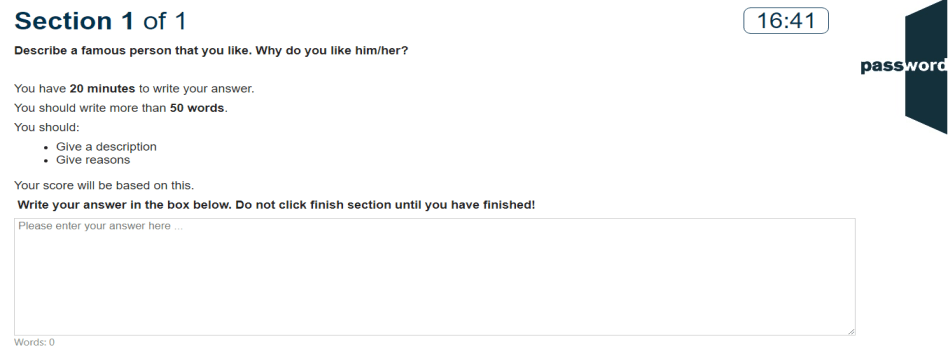 Section 1 of 1
16:41
Describe a famous person that you like. Why do you like him/her?
password
You have 20 minutes to write your answer.
You should write more than 50 words.
You should:
• Give a description
• Give reasons
Your score will be based on this.
Write your answer in the box below. Do not click finish section until you have finished!
Please enter your answer here ...
Words: 0